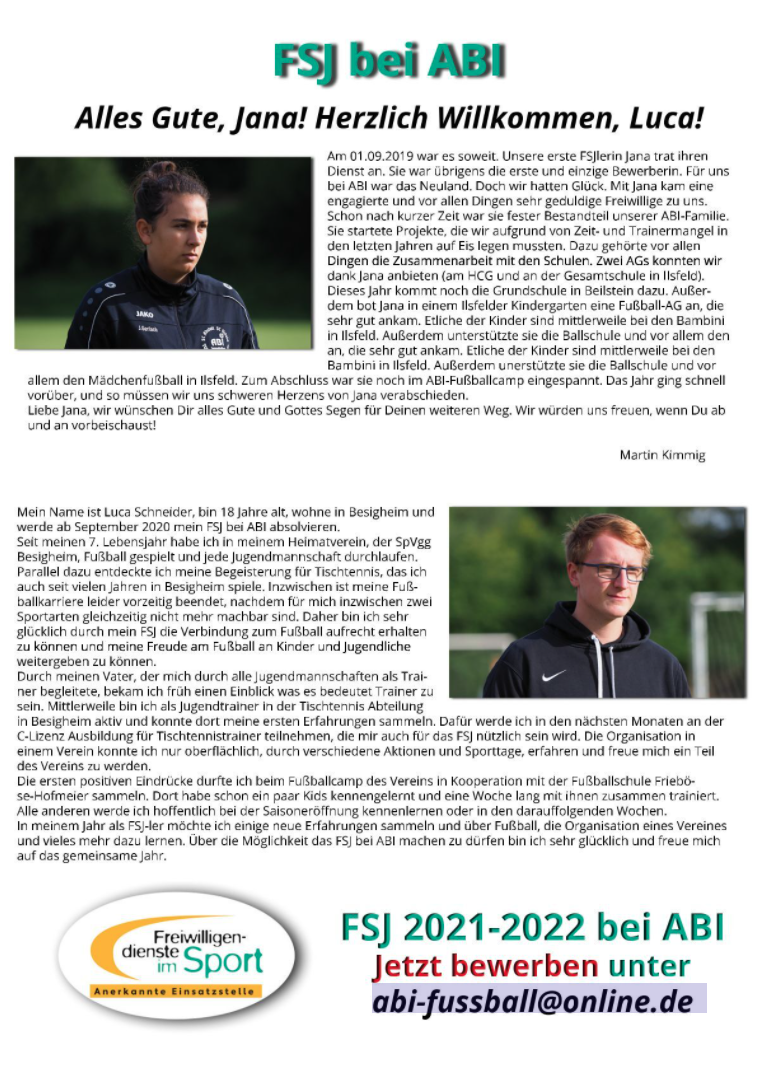 FSJ bei ABI
Alles Gute, Jana! Herzlich Willkommen, Luca!
Am 01.09.2019 war es soweit. Unsere erste FSJlerin Jana trat ihren
Dienst an. Sie war übrigens die erste und einzige Bewerberin. Für uns
bei ABI war das Neuland. Doch wir hatten Glück. Mit Jana kam eine
engagierte und vor allen Dingen sehr geduldige Freiwillige zu uns.
Schon nach kurzer Zeit war sie fester Bestandteil unserer ABI-Familie.
Sie startete Projekte, die wir aufgrund von Zeit- und Trainermangel in
den letzten Jahren auf Eis legen mussten. Dazu gehörte vor allen
Dingen die Zusammenarbeit mit den Schulen. Zwei AGs konnten wir
dank Jana anbieten (am HCG und an der Gesamtschule in Ilsfeld).
Dieses Jahr kommt noch die Grundschule in Beilstein dazu. Außer-
dem bot Jana in einem Ilsfelder Kindergarten eine Fußball-AG an, die
sehr gut ankam. Etliche der Kinder sind mittlerweile bei den Bambini
in Ilsfeld. Außerdem unterstützte sie die Ballschule und vor allem den
an, die sehr gut ankam. Etliche der Kinder sind mittlerweile bei den
Bambini in Ilsfeld. Außerdem unerstützte sie die Ballschule und vor
allem den Mädchenfußball in Ilsfeld. Zum Abschluss war sie noch im ABI-Fußballcamp eingespannt. Das Jahr ging schnell
vorüber, und so müssen wir uns schweren Herzens von Jana verabschieden.
Liebe Jana, wir wünschen Dir alles Gute und Gottes Segen für Deinen weiteren Weg. Wir würden uns freuen, wenn Du ab
und an vorbeischaust!
Martin Kimmig
JAKO
ABI
Mein Name ist Luca Schneider, bin 18 Jahre alt, wohne in Besigheim und
werde ab September 2020 mein FSJ bei ABI absolvieren.
Seit meinen 7. Lebensjahr habe ich in meinem Heimatverein, der SpVgg
Besigheim, Fußball gespielt und jede Jugendmannschaft durchlaufen.
Parallel dazu entdeckte ich meine Begeisterung für Tischtennis, das ich
auch seit vielen Jahren in Besigheim spiele. Inzwischen ist meine Fuß-
ballkarriere leider vorzeitig beendet, nachdem für mich inzwischen zwei
Sportarten gleichzeitig nicht mehr machbar sind. Daher bin ich sehr
glücklich durch mein FSJ die Verbindung zum Fußball aufrecht erhalten
zu können und meine Freude am Fußball an Kinder und Jugendliche
weitergeben zu können.
Durch meinen Vater, der mich durch alle Jugendmannschaften als Trai-
ner begleitete, bekam ich früh einen Einblick was es bedeutet Trainer zu
sein. Mittlerweile bin ich als Jugendtrainer in der Tischtennis Abteilung
in Besigheim aktiv und konnte dort meine ersten Erfahrungen sammeln. Dafür werde ich in den nächsten Monaten an der
C-Lizenz Ausbildung für Tischtennistrainer teilnehmen, die mir auch für das FSJ nützlich sein wird. Die Organisation in
einem Verein konnte ich nur oberflächlich, durch verschiedene Aktionen und Sporttage, erfahren und freue mich ein Teil
des Vereins zu werden.
Die ersten positiven Eindrücke durfte ich beim Fußballcamp des Vereins in Kooperation mit der Fußballschule Friebö-
se-Hofmeier sammeln. Dort habe schon ein paar Kids kennengelernt und eine Woche lang mit ihnen zusammen trainiert.
Alle anderen werde ich hoffentlich bei der Saisoneröffnung kennenlernen oder in den darauffolgenden Wochen.
In meinem Jahr als FSJ-ler möchte ich einige neue Erfahrungen sammeln und über Fußball, die Organisation eines Vereines
und vieles mehr dazu lernen. Über die Möglichkeit das FSJ bei ABI machen zu dürfen bin ich sehr glücklich und freue mich
auf das gemeinsame Jahr.
Freiwilligen-
dienste
im Sport
Anerkannte Einsatzstelle
FSJ 2021-2022 bei ABI
Jetzt bewerben unter
abi-fussball@online.de